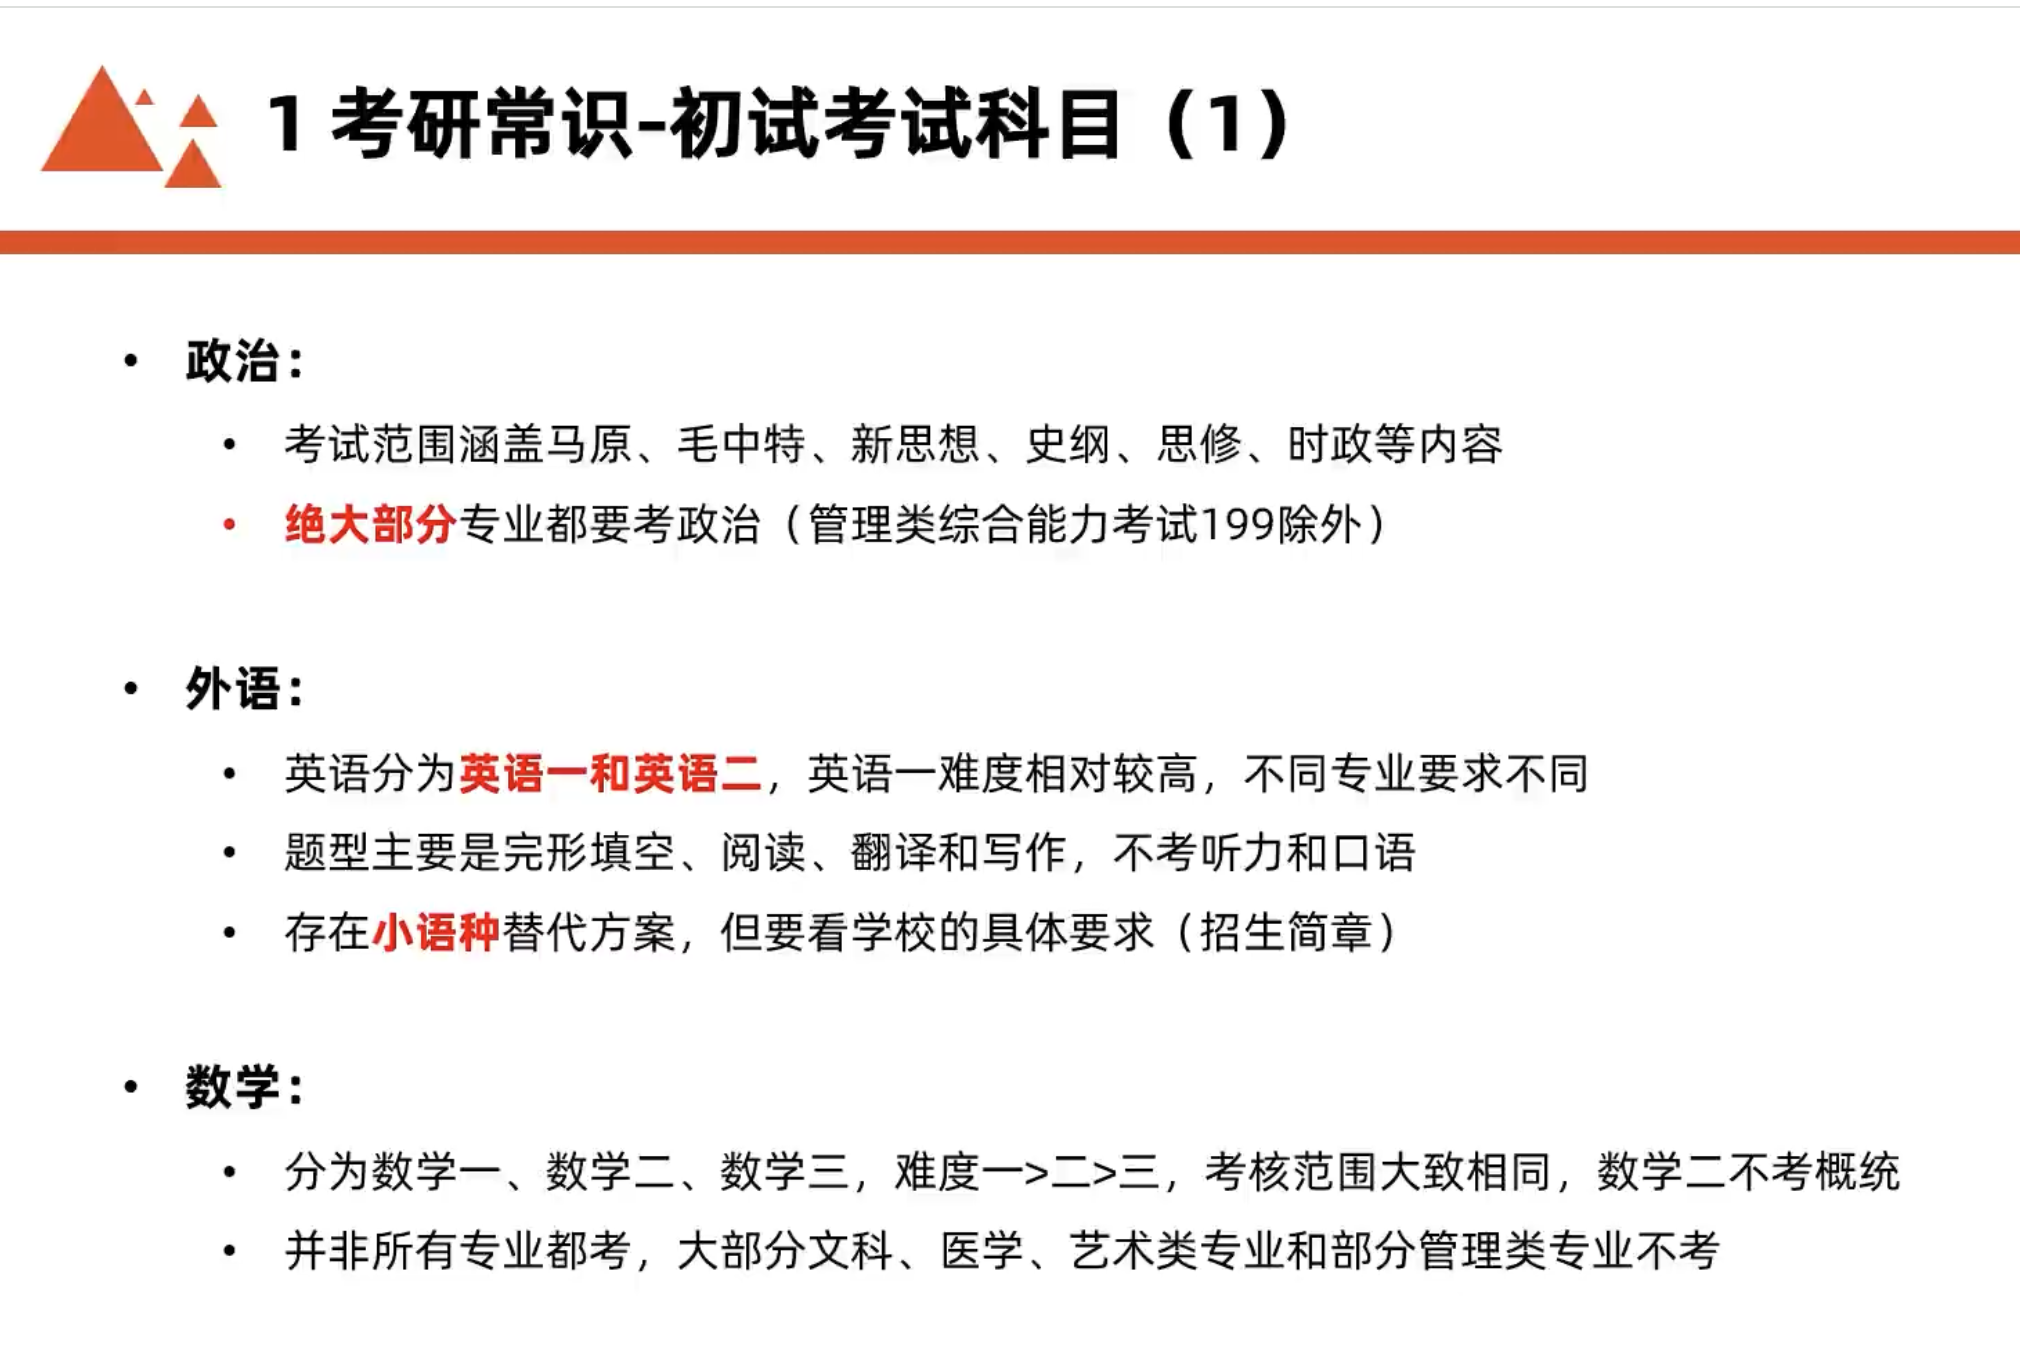 1 考研常识-初试考试科目（1）
• 政治：
• 考试范围涵盖马原、毛中特、新思想、史纲、思修、时政等内容
• 绝大部分专业都要考政治（管理类综合能力考试199除外）
• 外语：
• 英语分为英语一和英语二，英语一难度相对较高，不同专业要求不同
• 题型主要是完形填空、阅读、翻译和写作，不考听力和口语
• 存在小语种替代方案，但要看学校的具体要求（招生简章）
• 数学：
• 分为数学一、数学二、数学三，难度一>二>三，考核范围大致相同，数学二不考概统
• 并非所有专业都考，大部分文科、医学、艺术类专业和部分管理类专业不考